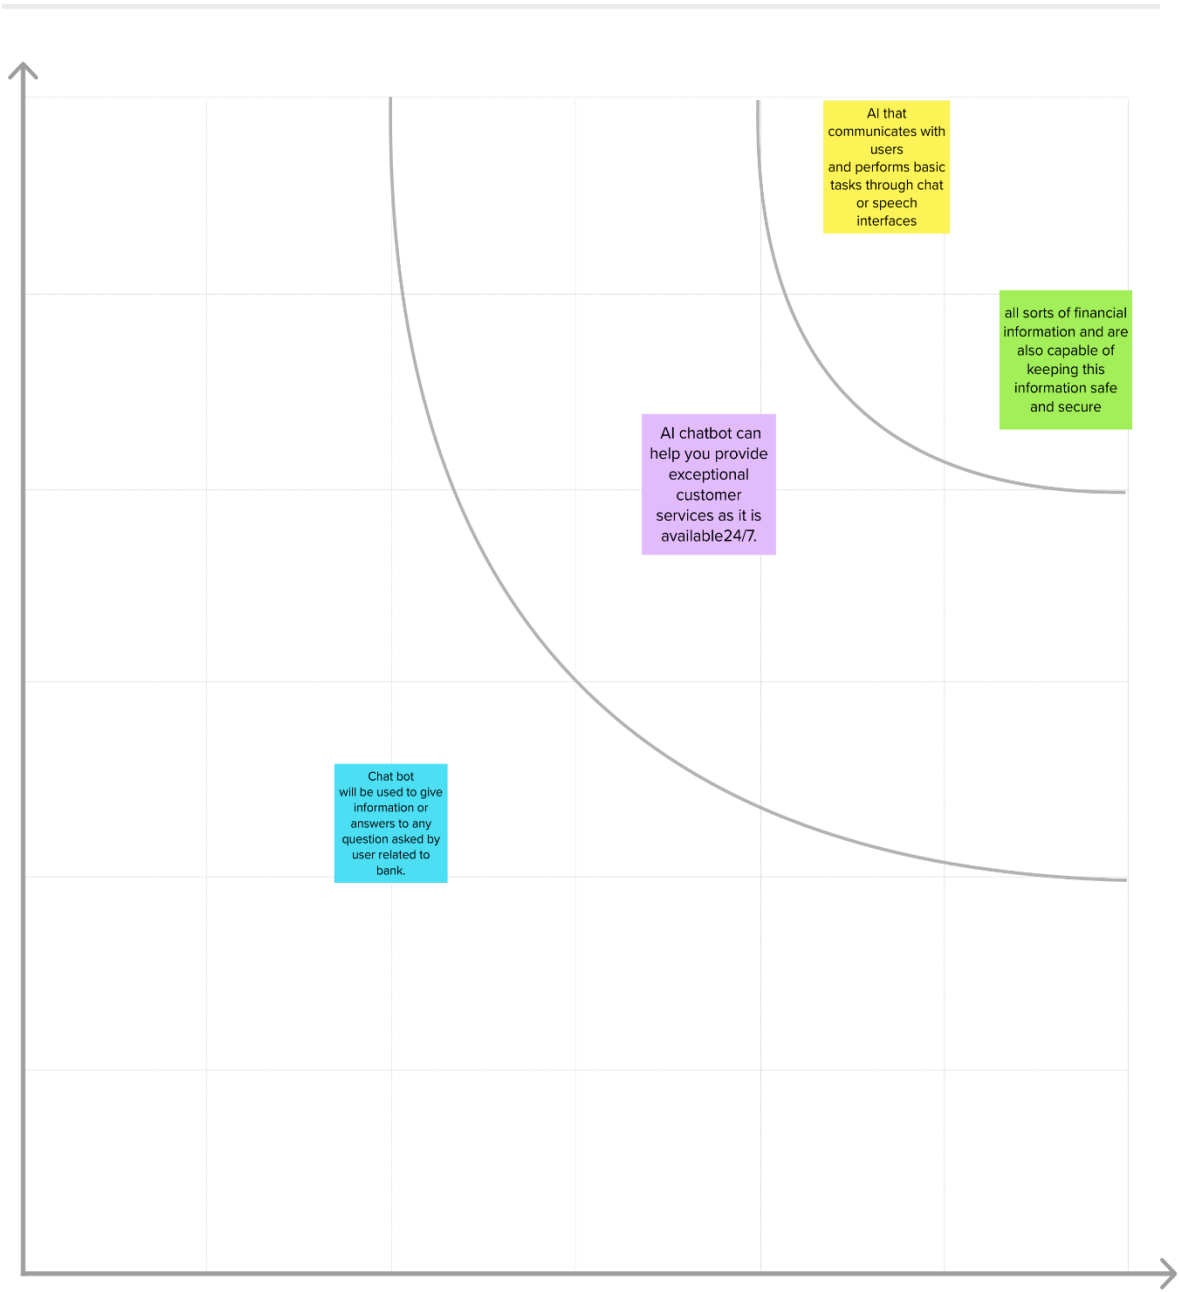 AI that
communicates with
users
and performs basic
tasks through chat
or speech
interfaces
all sorts of financial
information and are
also capable of
keeping this
information safe
and secure
AI chatbot can
help you provide
exceptional
customer
services as it is
available24/7.
Chat bot
will be used to give
information or
answers to any
question asked by
user related to
bank.